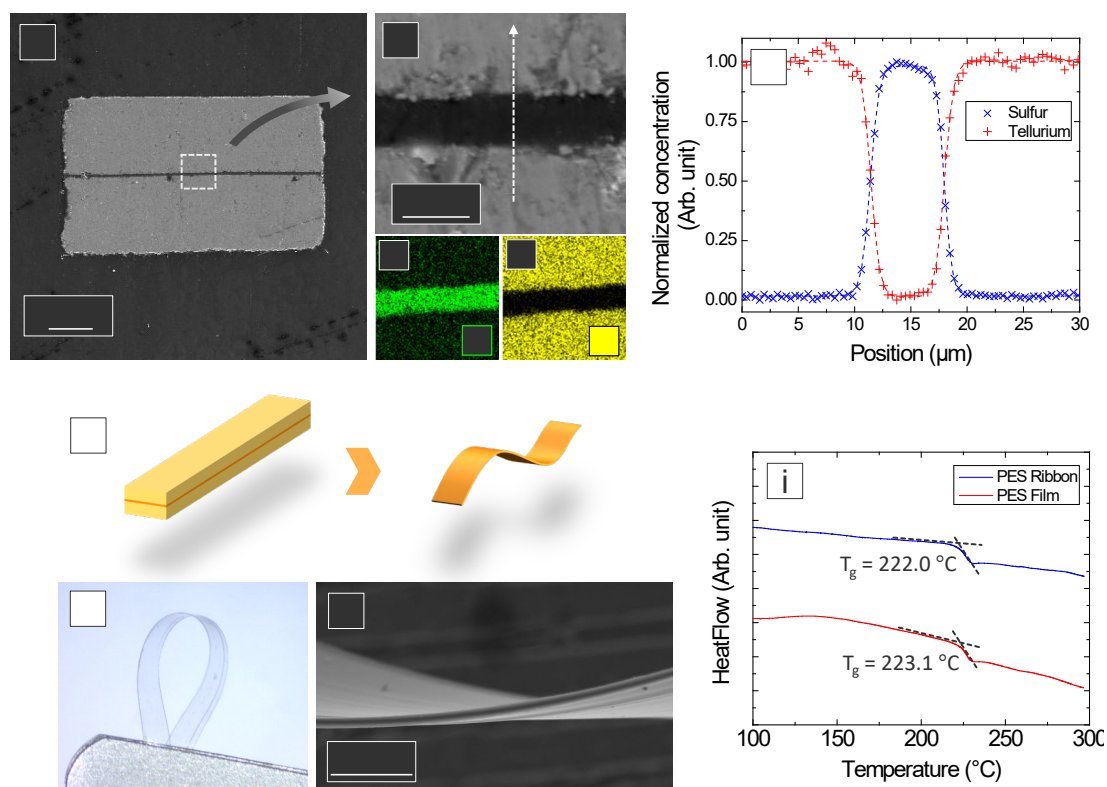 1.00
0.75
0.50
0.25
0.00
Normalized concentration
(Arb. unit)
Sulfur
Tellurium
0 5 10 15 20 25 30
Position (µm)
i
PES Ribbon
PES Film
HeatFlow (Arb. unit)
Tg = 222.0 °C
Tg = 223.1 °C
100 150 200 250 300
Temperature (°C)